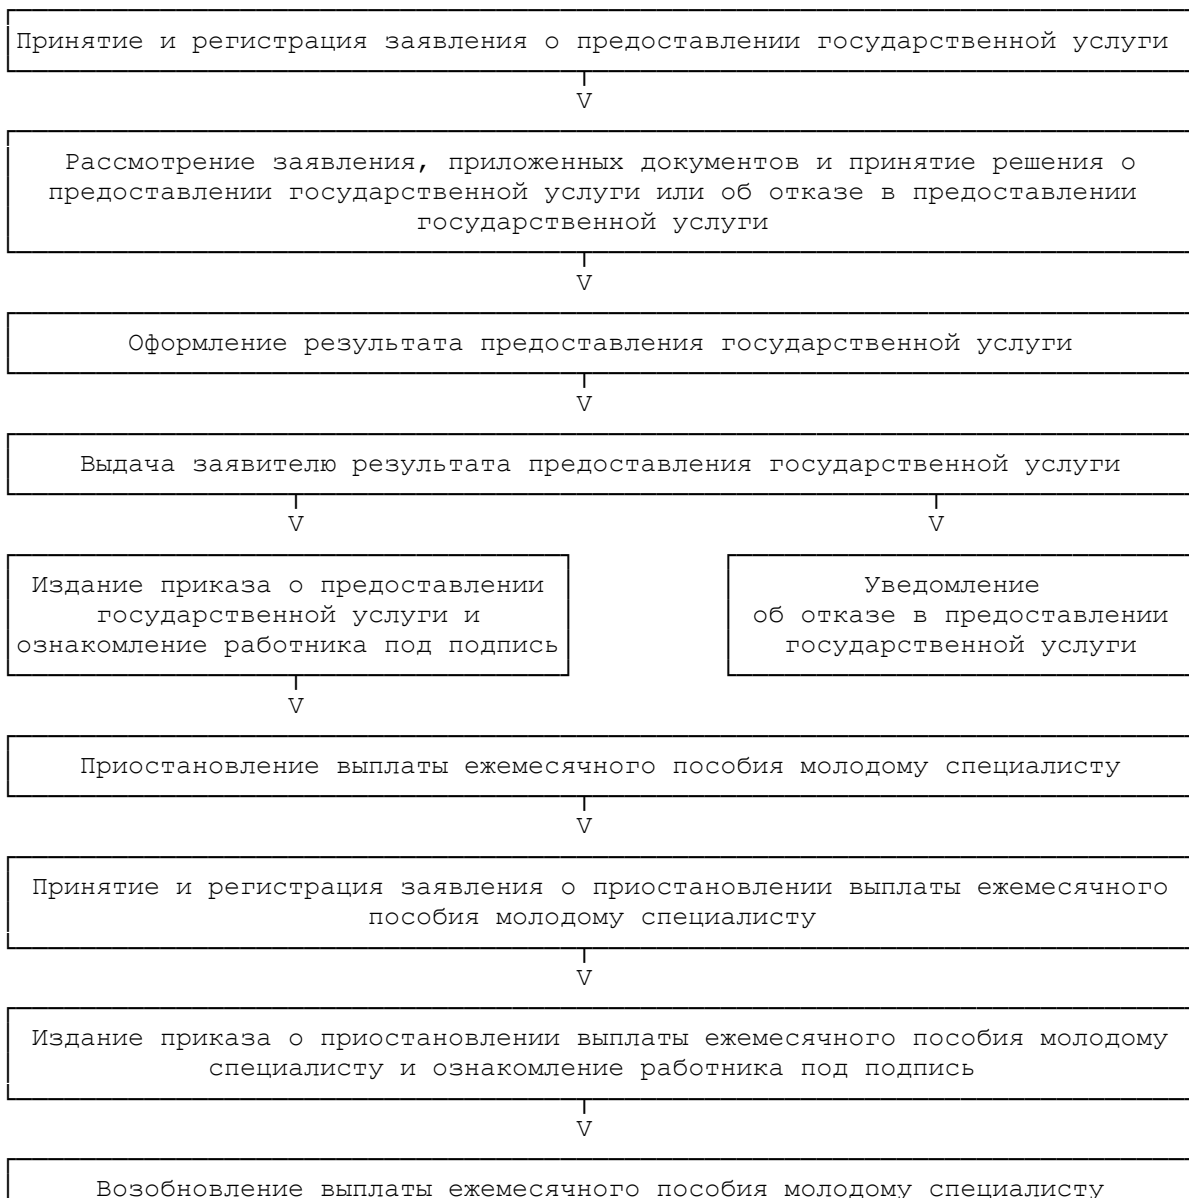 Принятие и регистрация заявления о предоставлении государственной услуги
V
Рассмотрение заявления, приложенных документов и принятие решения о
предоставлении государственной услуги или об отказе в предоставлении
государственной услуги
V
Оформление результата предоставления государственной услуги
V
Выдача заявителю результата предоставления государственной услуги
V
V
Издание приказа о предоставлении
государственной услуги и
ознакомление работника под подпись
Уведомление
об отказе в предоставлении
государственной услуги
V
Приостановление выплаты ежемесячного пособия молодому специалисту
V
Принятие и регистрация заявления о приостановлении выплаты ежемесячного
пособия молодому специалисту
V
Издание приказа о приостановлении выплаты ежемесячного пособия молодому
специалисту и ознакомление работника под подпись
V
Возобновление выплаты ежемесячного пособия молодому специалисту